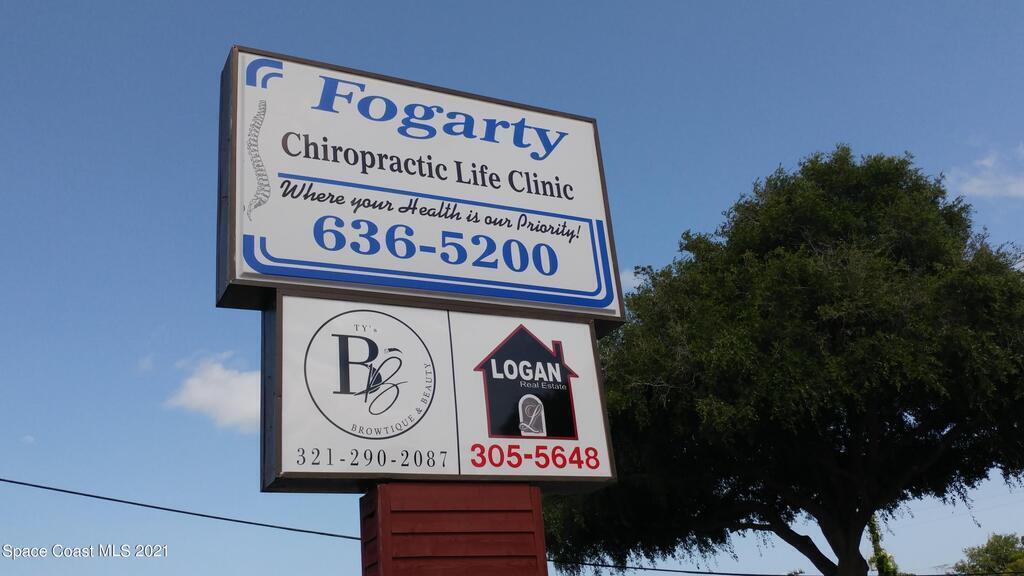 Fogarty
Chiropractic Life Clinic
Where your Health is our Priority!
636-5200
TY's
B&B
BROWTIQUE & BEAUTY
321-290-2087
LOGAN
Real Estate
L
305-5648
Space Coast MLS 2021